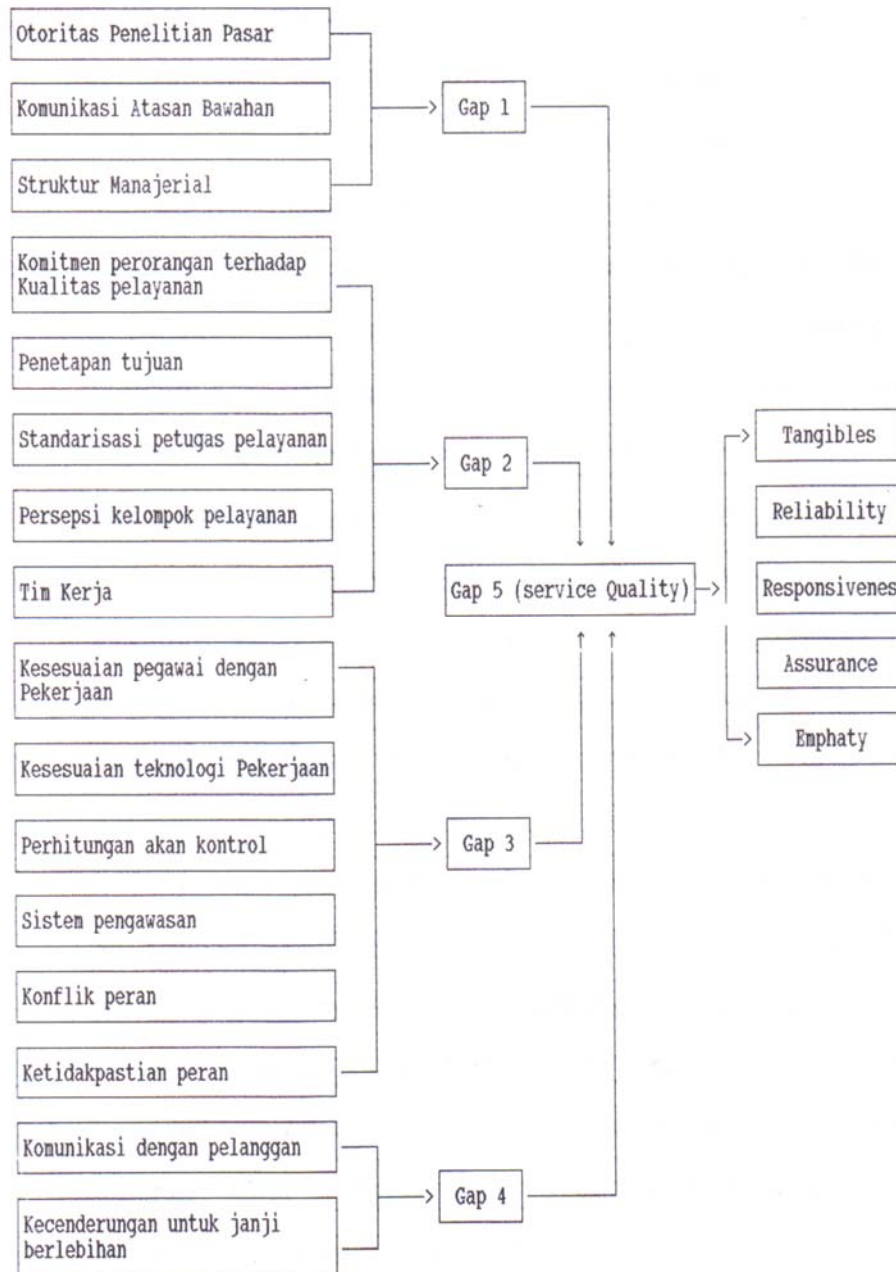 Otoritas Penelitian Pasar
Komunikasi Atasan Bawahan
Struktur Manajerial
Gap 1
Komitmen perorangan terhadap
Kualitas pelayanan
Penetapan tujuan
Standarisasi petugas pelayanan
Persepsi kelompok pelayanan
Tim Kerja
Gap 2
Kesesuaian pegawai dengan
Pekerjaan
Kesesuaian teknologi Pekerjaan
Perhitungan akan kontrol
Sistem pengawasan
Konflik peran
Ketidakpastian peran
Gap 3
Komunikasi dengan pelanggan
Kecenderungan untuk janji
berlebihan
Gap 4
Gap 5 (service Quality)
Tangibles
Reliability
Responsivenes
Assurance
Emphaty